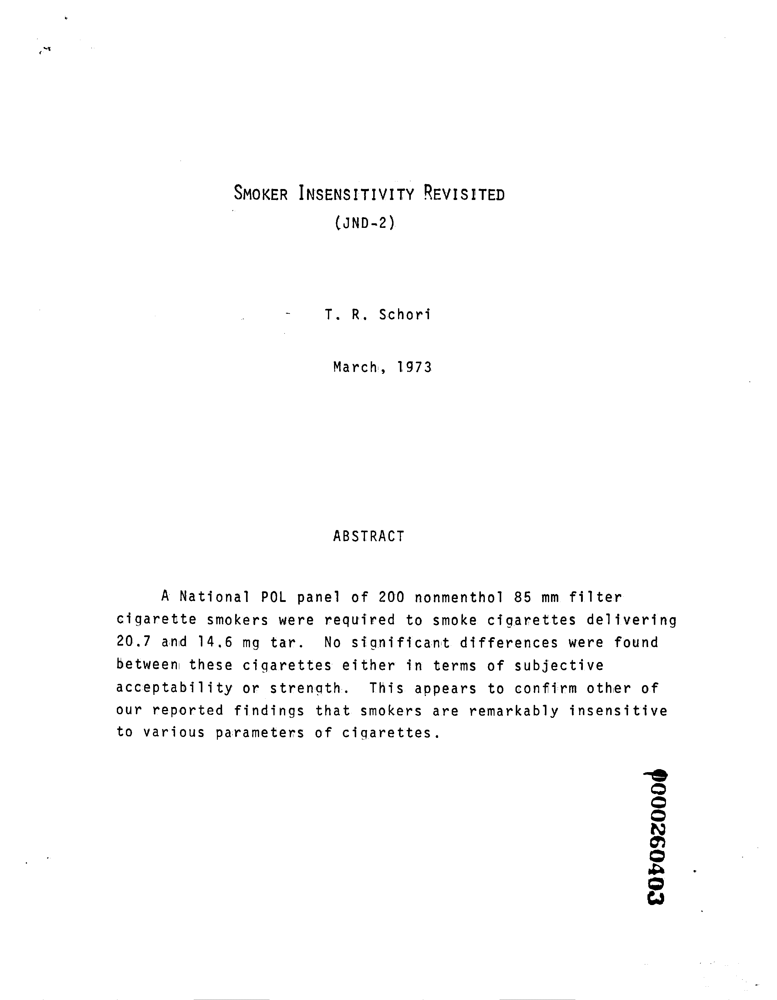 SMOKER INSENSITIVITY REVISITED
(JND-2)
T. R. Schori
March, 1973
ABSTRACT
A National POL panel of 200 nonmenthol 85 mm filter
cigarette smokers were required to smoke cigarettes delivering
20.7 and 14.6 mg tar. No significant differences were found
between these cigarettes either in terms of subjective
acceptability or strength. This appears to confirm other of
our reported findings that smokers are remarkably insensitive
to various parameters of cigarettes.
p000260403